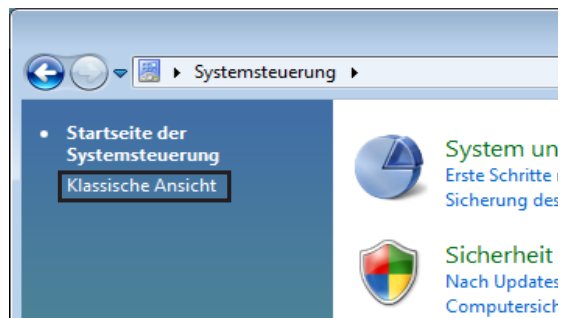 Systemsteuerung
Startseite der
Systemsteuerung
Klassische Ansicht
System un
Erste Schritte
Sicherung des
Sicherheit
Nach Updates
Computersich